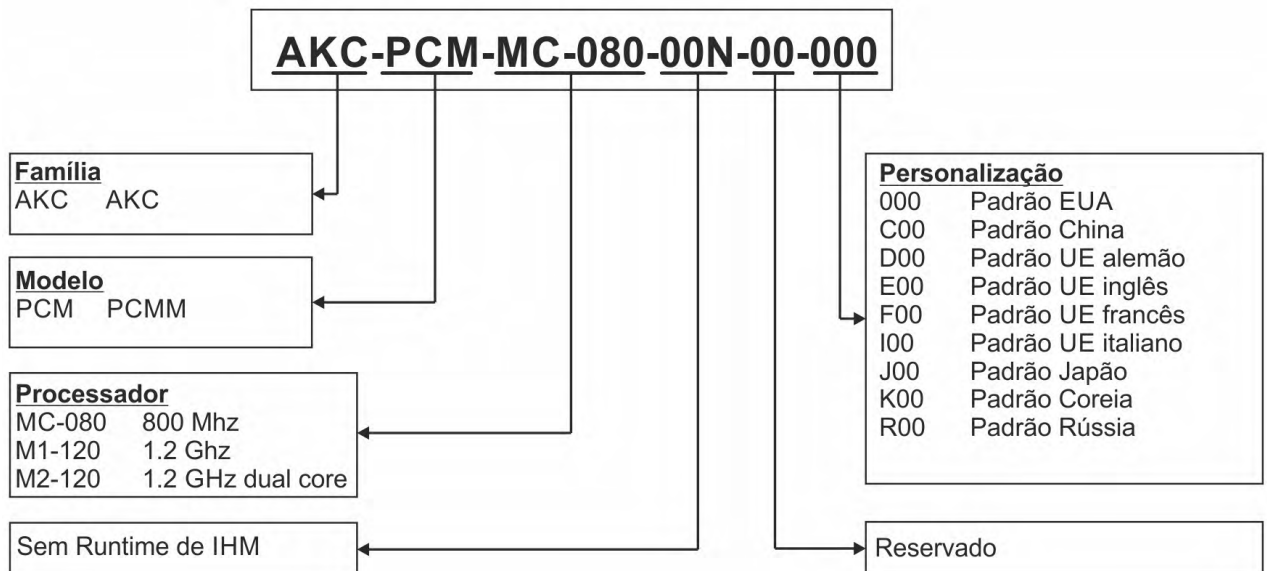 AKC-PCM-MC-080-00N-00-000
Família
AKC AKC
Modelo
PCM PCMM
Processador
MC-080 800 Mhz
M1-120 1.2 Ghz
M2-120 1.2 GHz dual core
Sem Runtime de IHM
Personalização
000 Padrão EUA
C00 Padrão China
D00 Padrão UE alemão
E00 Padrão UE inglês
F00 Padrão UE francês
I00 Padrão UE italiano
J00 Padrão Japão
K00 Padrão Coreia
R00 Padrão Rússia
Reservado